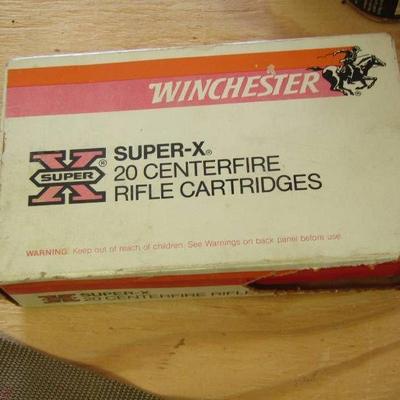 WINCHESTER
®
X®
SUPER
SUPER-X®
20 CENTERFIRE
RIFLE CARTRIDGES
WARNING: Keep out of reach of children. See Warnings on back panel before use.
X SUPER-X
20 CENTERFIRE RIFLE